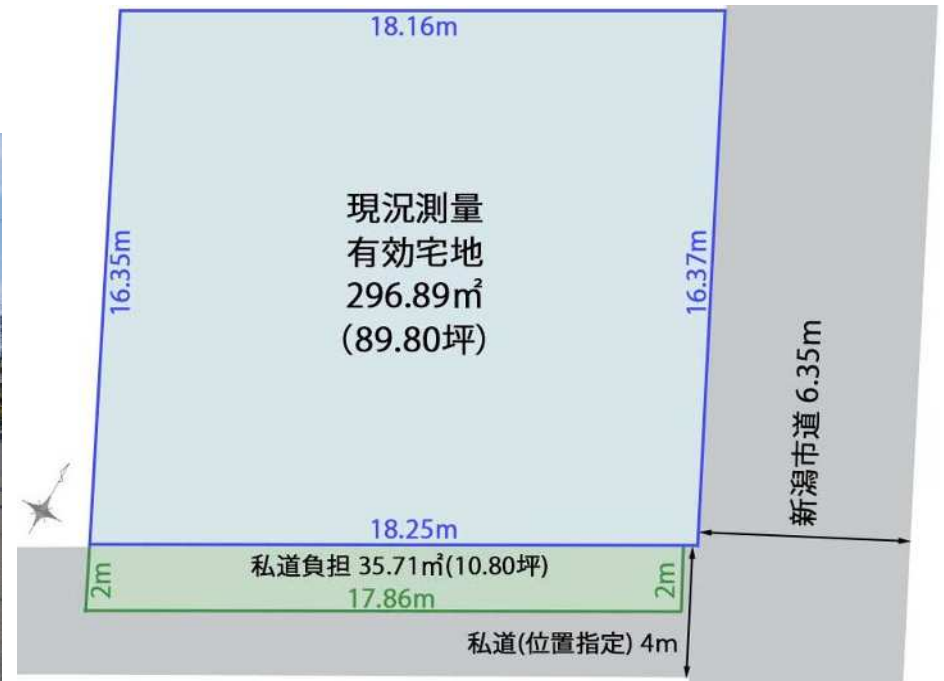 18.16m
現況測量
有効宅地
296.89㎡
(89.80坪)
16.35m
16.37m
新潟市道 6.35m
18.25m
私道負担 35.71㎡(10.80坪)
2m
2m
17.86m
私道(位置指定) 4m